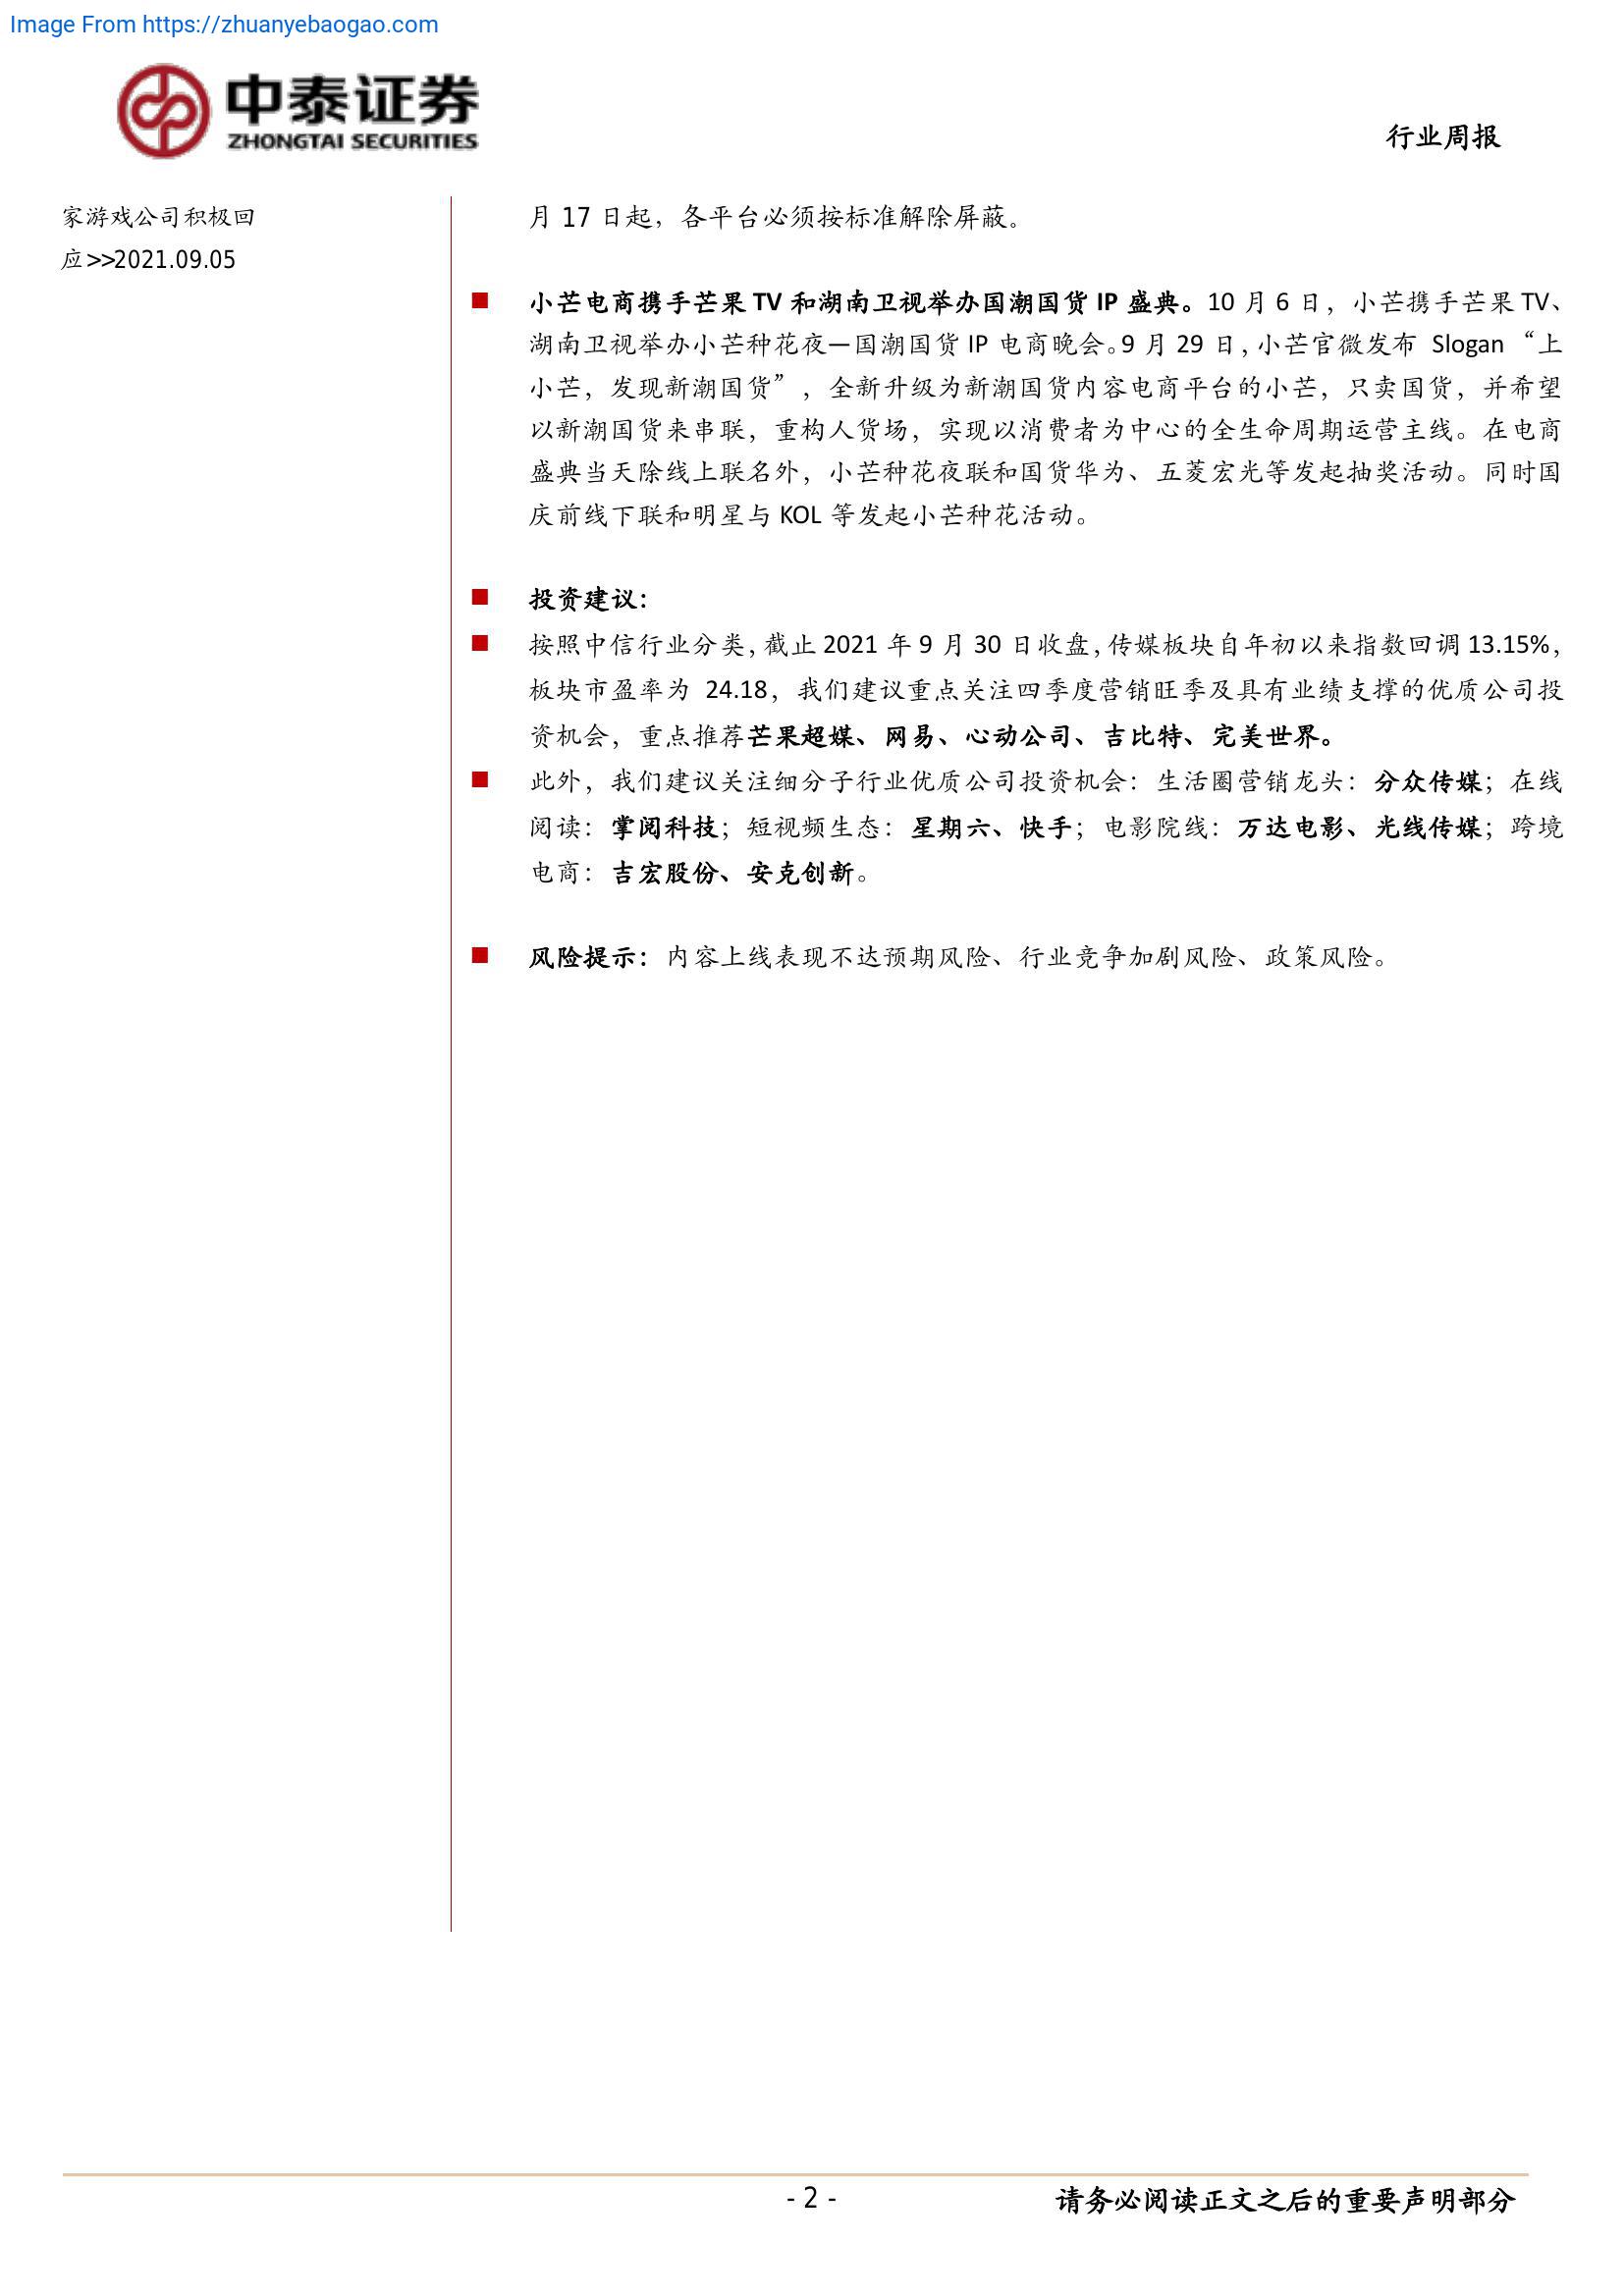 Image From https://zhuanyebaogao.com
中泰证券
ZHONGTAI SECURITIES
行业周报
家游戏公司积极回
应>>2021.09.05
月 17 日起，各平台必须按标准解除屏蔽。
小芒电商携手芒果 TV 和湖南卫视举办国潮国货 IP 盛典。10 月 6 日，小芒携手芒果 TV、
湖南卫视举办小芒种花夜—国潮国货 IP 电商晚会。9 月 29 日，小芒官微发布 Slogan “上
小芒，发现新潮国货”，全新升级为新潮国货内容电商平台的小芒，只卖国货，并希望
以新潮国货来串联，重构人货场，实现以消费者为中心的全生命周期运营主线。在电商
盛典当天除线上联名外，小芒种花夜联和国货华为、五菱宏光等发起抽奖活动。同时国
庆前线下联和明星与 KOL 等发起小芒种花活动。
投资建议：
按照中信行业分类，截止 2021 年 9 月 30 日收盘，传媒板块自年初以来指数回调 13.15%，
板块市盈率为 24.18，我们建议重点关注四季度营销旺季及具有业绩支撑的优质公司投
资机会，重点推荐芒果超媒、网易、心动公司、吉比特、完美世界。
此外，我们建议关注细分子行业优质公司投资机会：生活圈营销龙头：分众传媒；在线
阅读：掌阅科技；短视频生态：星期六、快手；电影院线：万达电影、光线传媒；跨境
电商：吉宏股份、安克创新。
风险提示：内容上线表现不达预期风险、行业竞争加剧风险、政策风险。
- 2 -
请务必阅读正文之后的重要声明部分